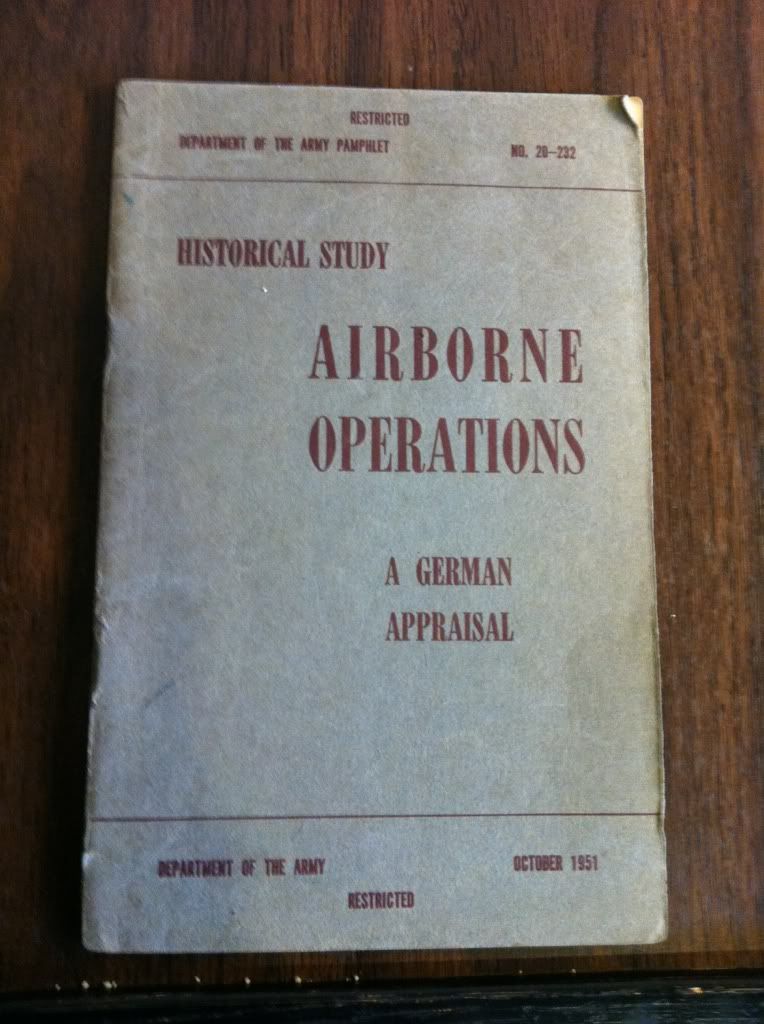 RESTRICTED
DEPARTMENT OF THE ARMY PAMPHLET NO. 20-232
HISTORICAL STUDY
AIRBORNE
OPERATIONS
A GERMAN
APPRAISAL
DEPARTMENT OF THE ARMY OCTOBER 1951
RESTRICTED